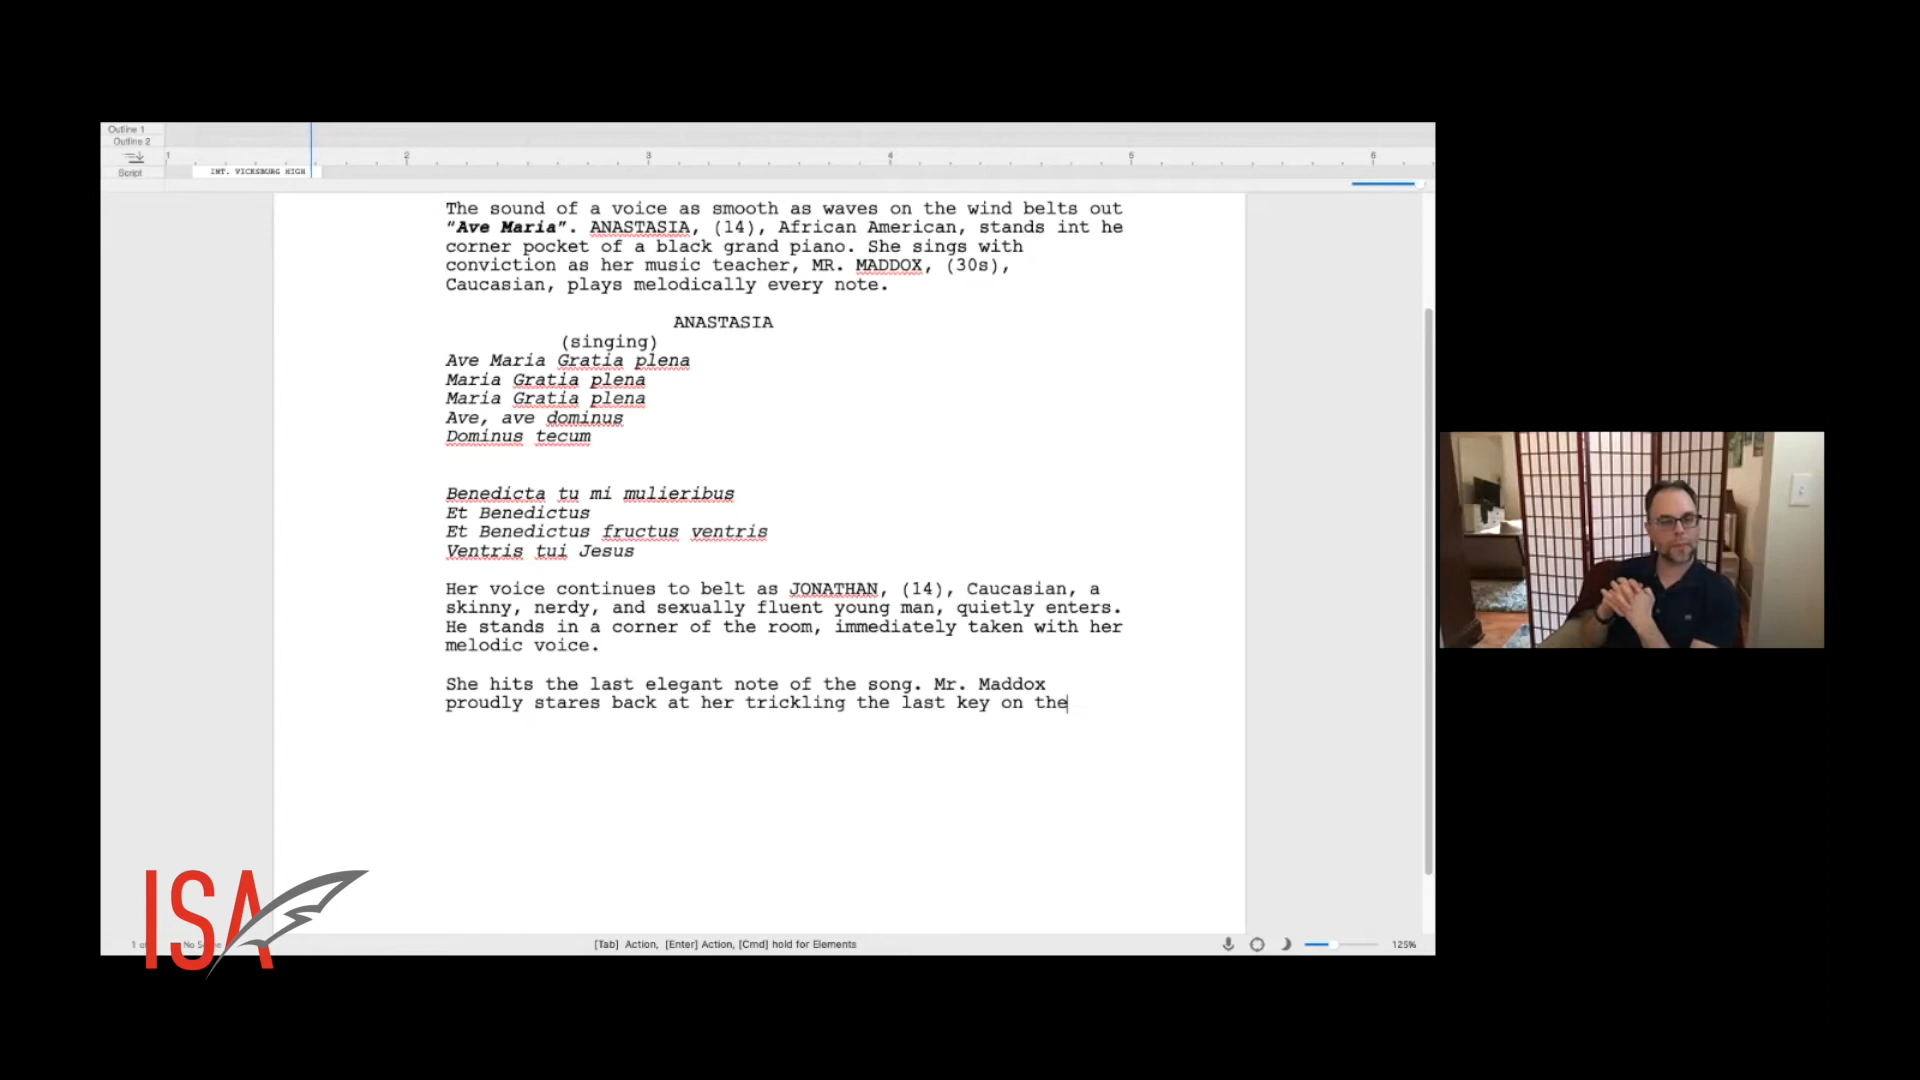 Outline 1
Outline 2
1 2 3 4 5 6
Script
INT. VICKSBURG HIGH
The sound of a voice as smooth as waves on the wind belts out
“Ave Maria”. ANASTASIA, (14), African American, stands int he
corner pocket of a black grand piano. She sings with
conviction as her music teacher, MR. MADDOX, (30s),
Caucasian, plays melodically every note.
ANASTASIA
(singing)
Ave Maria Gratia plena
Maria Gratia plena
Maria Gratia plena
Ave, ave dominus
Dominus tecum
Benedicta tu mi mulieribus
Et Benedictus
Et Benedictus fructus ventris
Ventris tui Jesus
Her voice continues to belt as JONATHAN, (14), Caucasian, a
skinny, nerdy, and sexually fluent young man, quietly enters.
He stands in a corner of the room, immediately taken with her
melodic voice.
She hits the last elegant note of the song. Mr. Maddox
proudly stares back at her trickling the last key on the
ISA
[Tab] Action, [Enter] Action, [Cmd] hold for Elements
125%